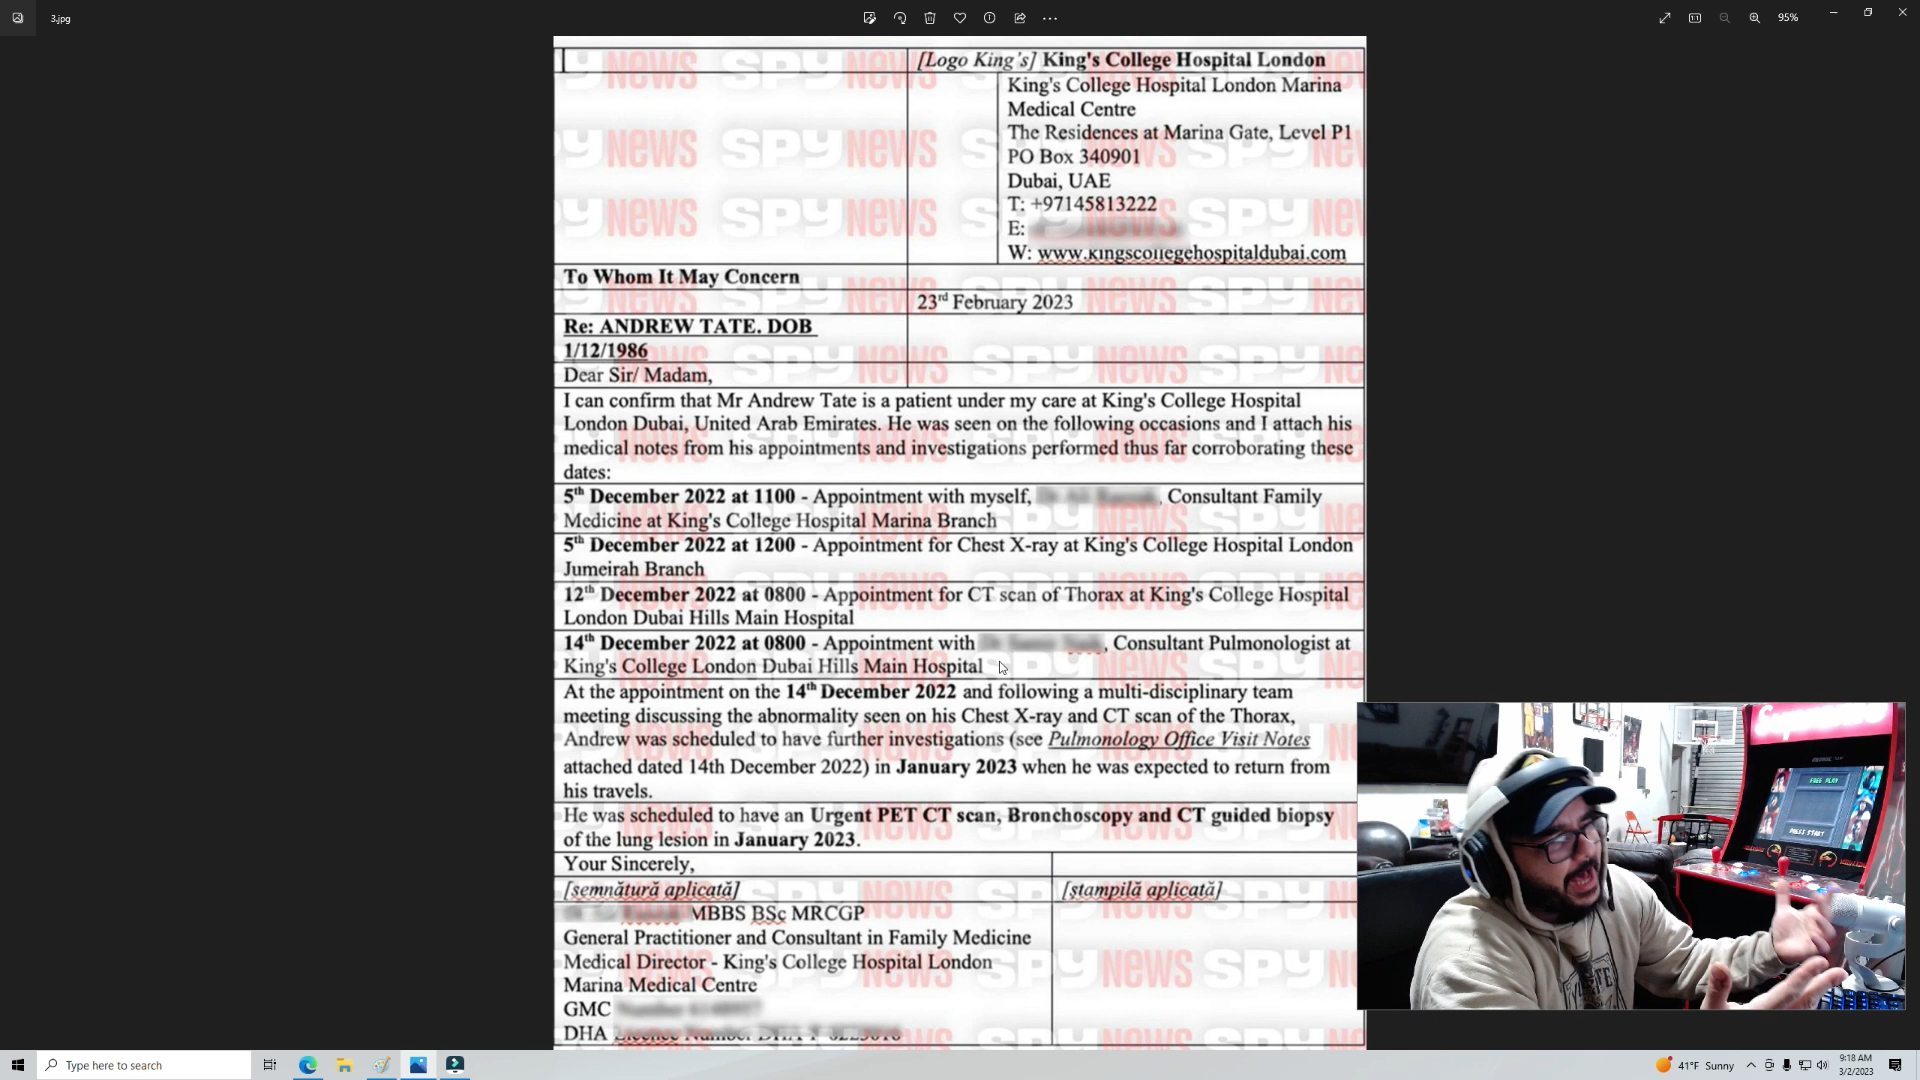 3.jpg
95%
[Logo King's] King's College Hospital London
King's College Hospital London Marina
Medical Centre
The Residences at Marina Gate, Level P1
PO Box 340901
Dubai, UAE
T: +97145813222
E:
W: www.kingscollegehospitaldubai.com
To Whom It May Concern
23rd February 2023
Re: ANDREW TATE. DOB
1/12/1986
Dear Sir/ Madam,
I can confirm that Mr Andrew Tate is a patient under my care at King's College Hospital
London Dubai, United Arab Emirates. He was seen on the following occasions and I attach his
medical notes from his appointments and investigations performed thus far corroborating these
dates:
5th December 2022 at 1100 - Appointment with myself, , Consultant Family
Medicine at King's College Hospital Marina Branch
5th December 2022 at 1200 - Appointment for Chest X-ray at King's College Hospital London
Jumeirah Branch
12th December 2022 at 0800 - Appointment for CT scan of Thorax at King's College Hospital
London Dubai Hills Main Hospital
14th December 2022 at 0800 - Appointment with , Consultant Pulmonologist at
King's College London Dubai Hills Main Hospital
At the appointment on the 14th December 2022 and following a multi-disciplinary team
meeting discussing the abnormality seen on his Chest X-ray and CT scan of the Thorax,
Andrew was scheduled to have further investigations (see Pulmonology Office Visit Notes
attached dated 14th December 2022) in January 2023 when he was expected to return from
his travels.
He was scheduled to have an Urgent PET CT scan, Bronchoscopy and CT guided biopsy
of the lung lesion in January 2023.
Your Sincerely,
[semnătură aplicată]
[ştampilă aplicată]
MBBS BSc MRCGP
General Practitioner and Consultant in Family Medicine
Medical Director - King's College Hospital London
Marina Medical Centre
GMC
DHA
SPY NEWS
FREE PLAY
PRESS START
Type here to search
41°F Sunny
9:18 AM
3/2/2023